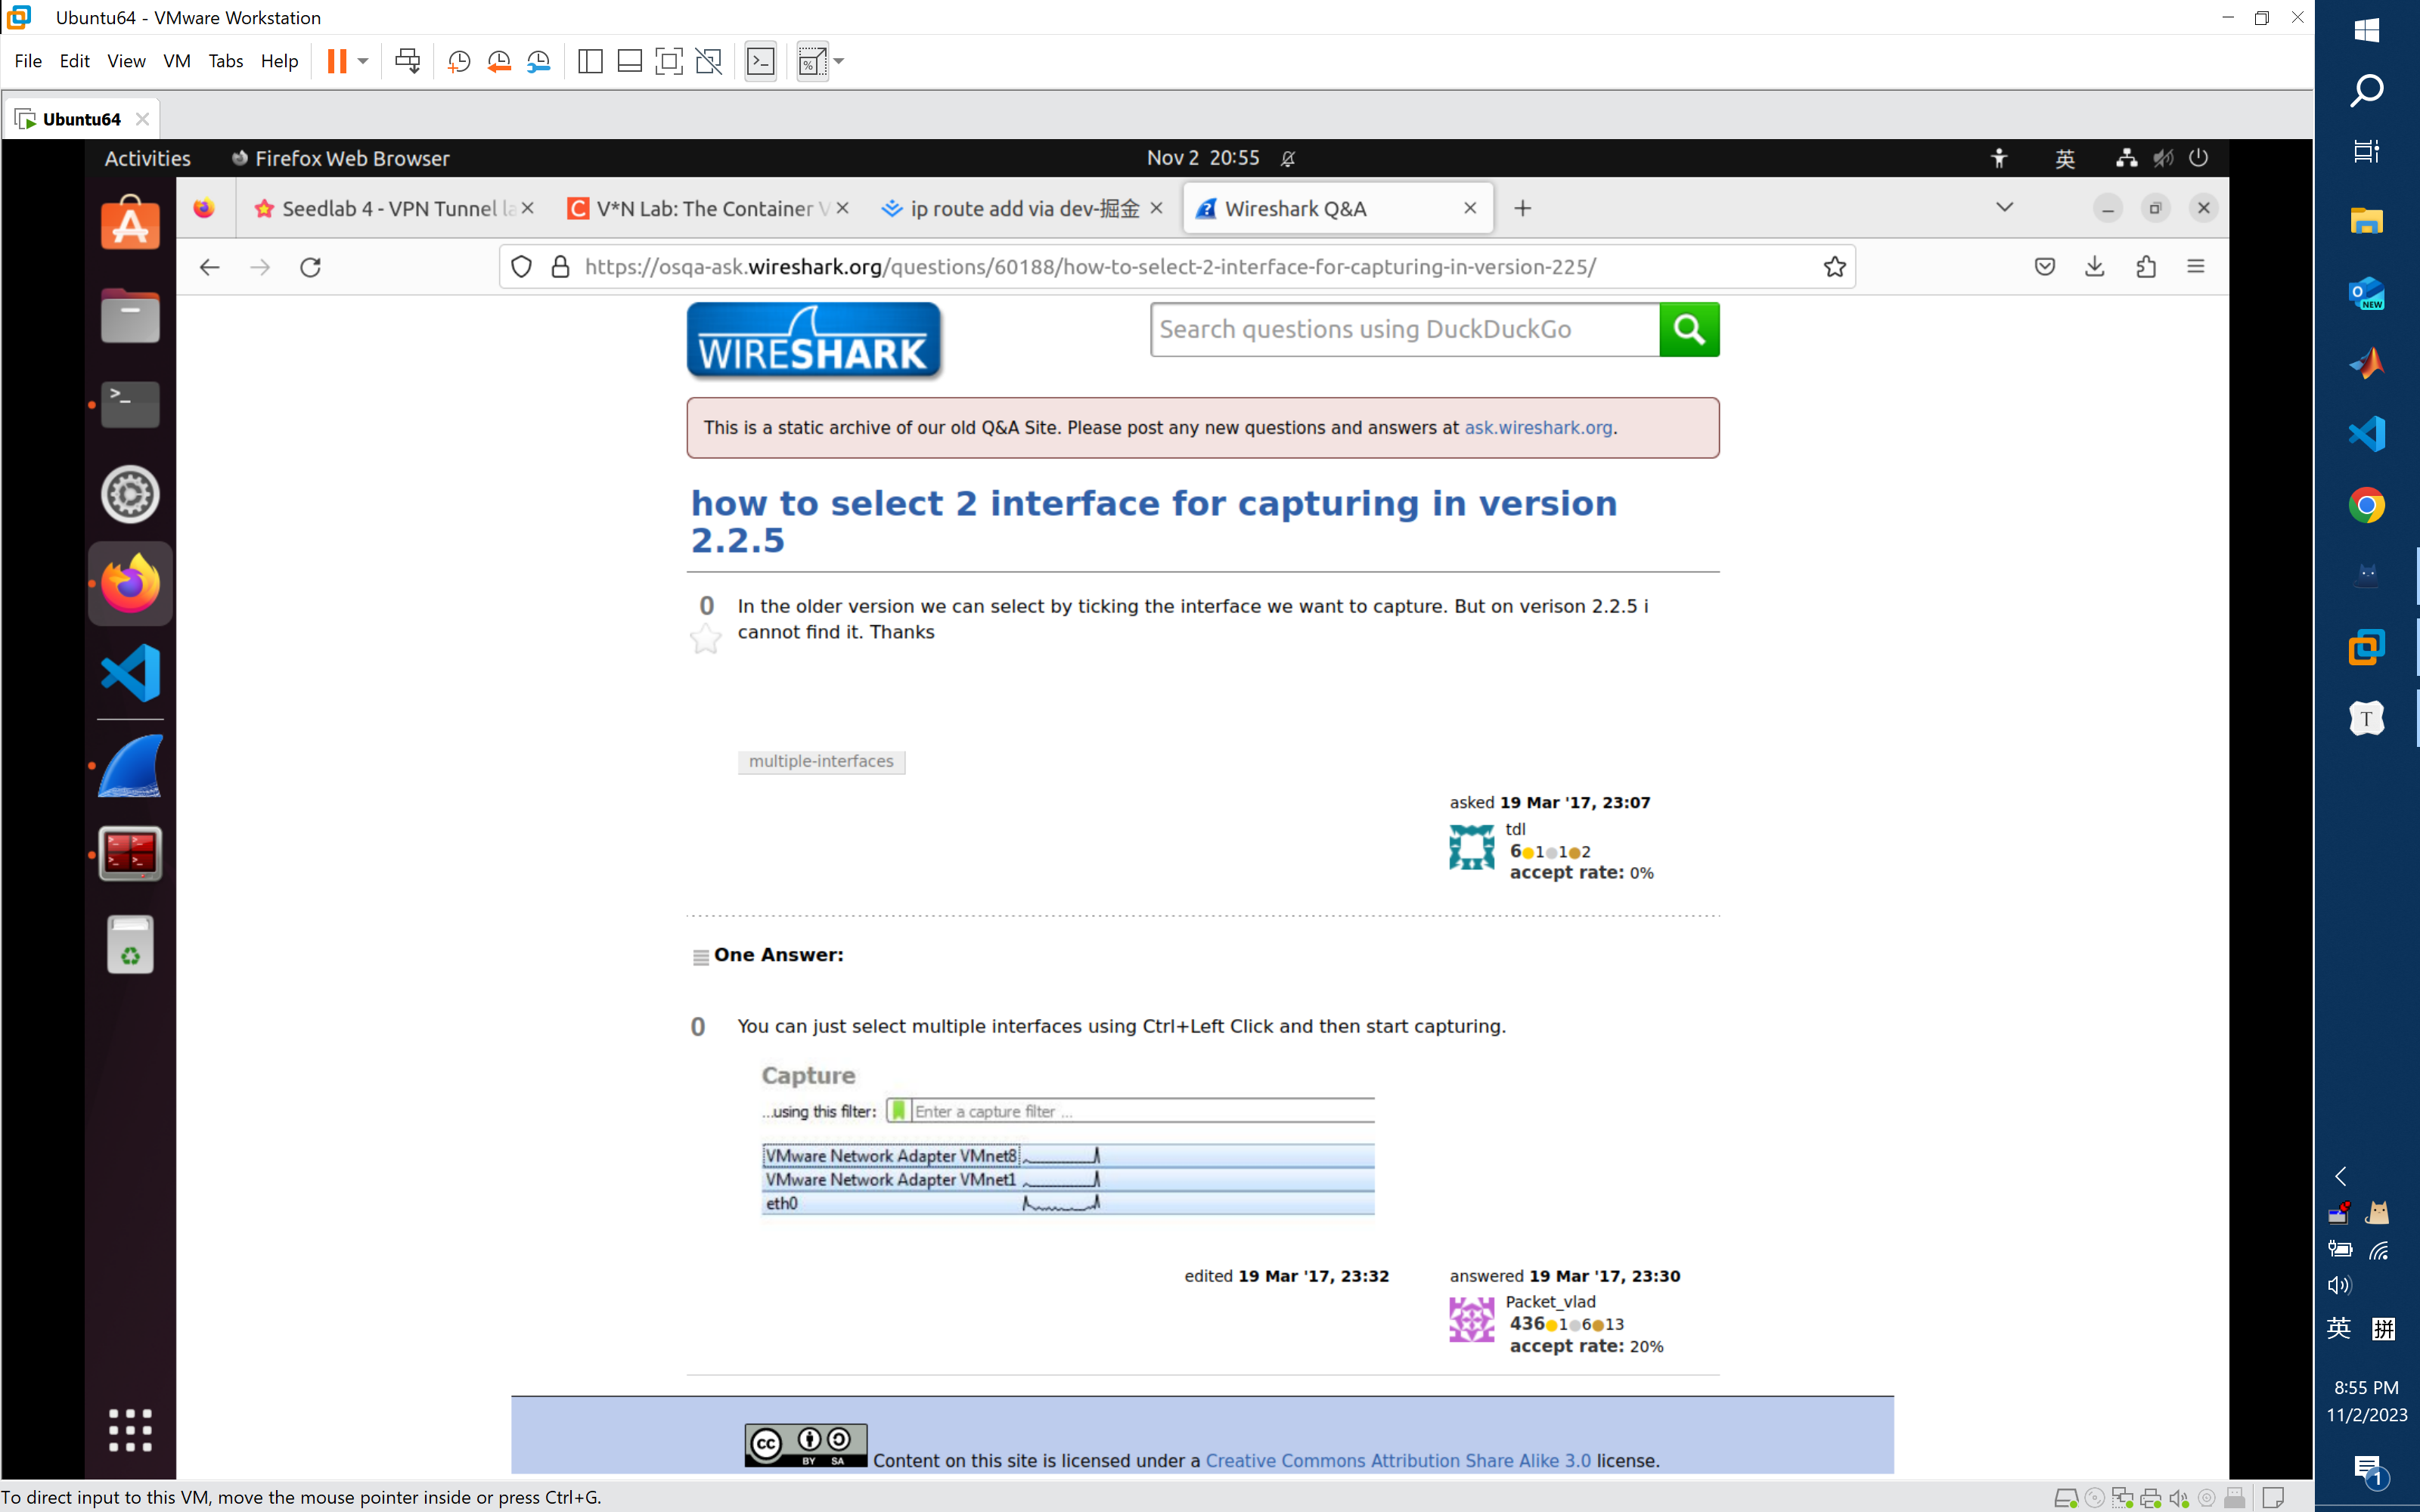 Ubuntu64 - VMware Workstation
File Edit View VM Tabs Help
Ubuntu64
Activities Firefox Web Browser Nov 2 20:55 英
Seedlab 4 - VPN Tunnel la V*N Lab: The Container V ip route add via dev-掘金 Wireshark Q&A
https://osqa-ask.wireshark.org/questions/60188/how-to-select-2-interface-for-capturing-in-version-225/
WIRESHARK
Search questions using DuckDuckGo
This is a static archive of our old Q&A Site. Please post any new questions and answers at ask.wireshark.org.
how to select 2 interface for capturing in version
2.2.5
0 In the older version we can select by ticking the interface we want to capture. But on verison 2.2.5 i
cannot find it. Thanks
multiple-interfaces
asked 19 Mar '17, 23:07
tdl
6●1●1●2
accept rate: 0%
One Answer:
0 You can just select multiple interfaces using Ctrl+Left Click and then start capturing.
Capture
...using this filter: Enter a capture filter ...
VMware Network Adapter VMnet8
VMware Network Adapter VMnet1
eth0
edited 19 Mar '17, 23:32 answered 19 Mar '17, 23:30
Packet_vlad
436●1●6●13
accept rate: 20%
cc BY SA Content on this site is licensed under a Creative Commons Attribution Share Alike 3.0 license.
To direct input to this VM, move the mouse pointer inside or press Ctrl+G.
NEW
T
英 拼
8:55 PM
11/2/2023
1